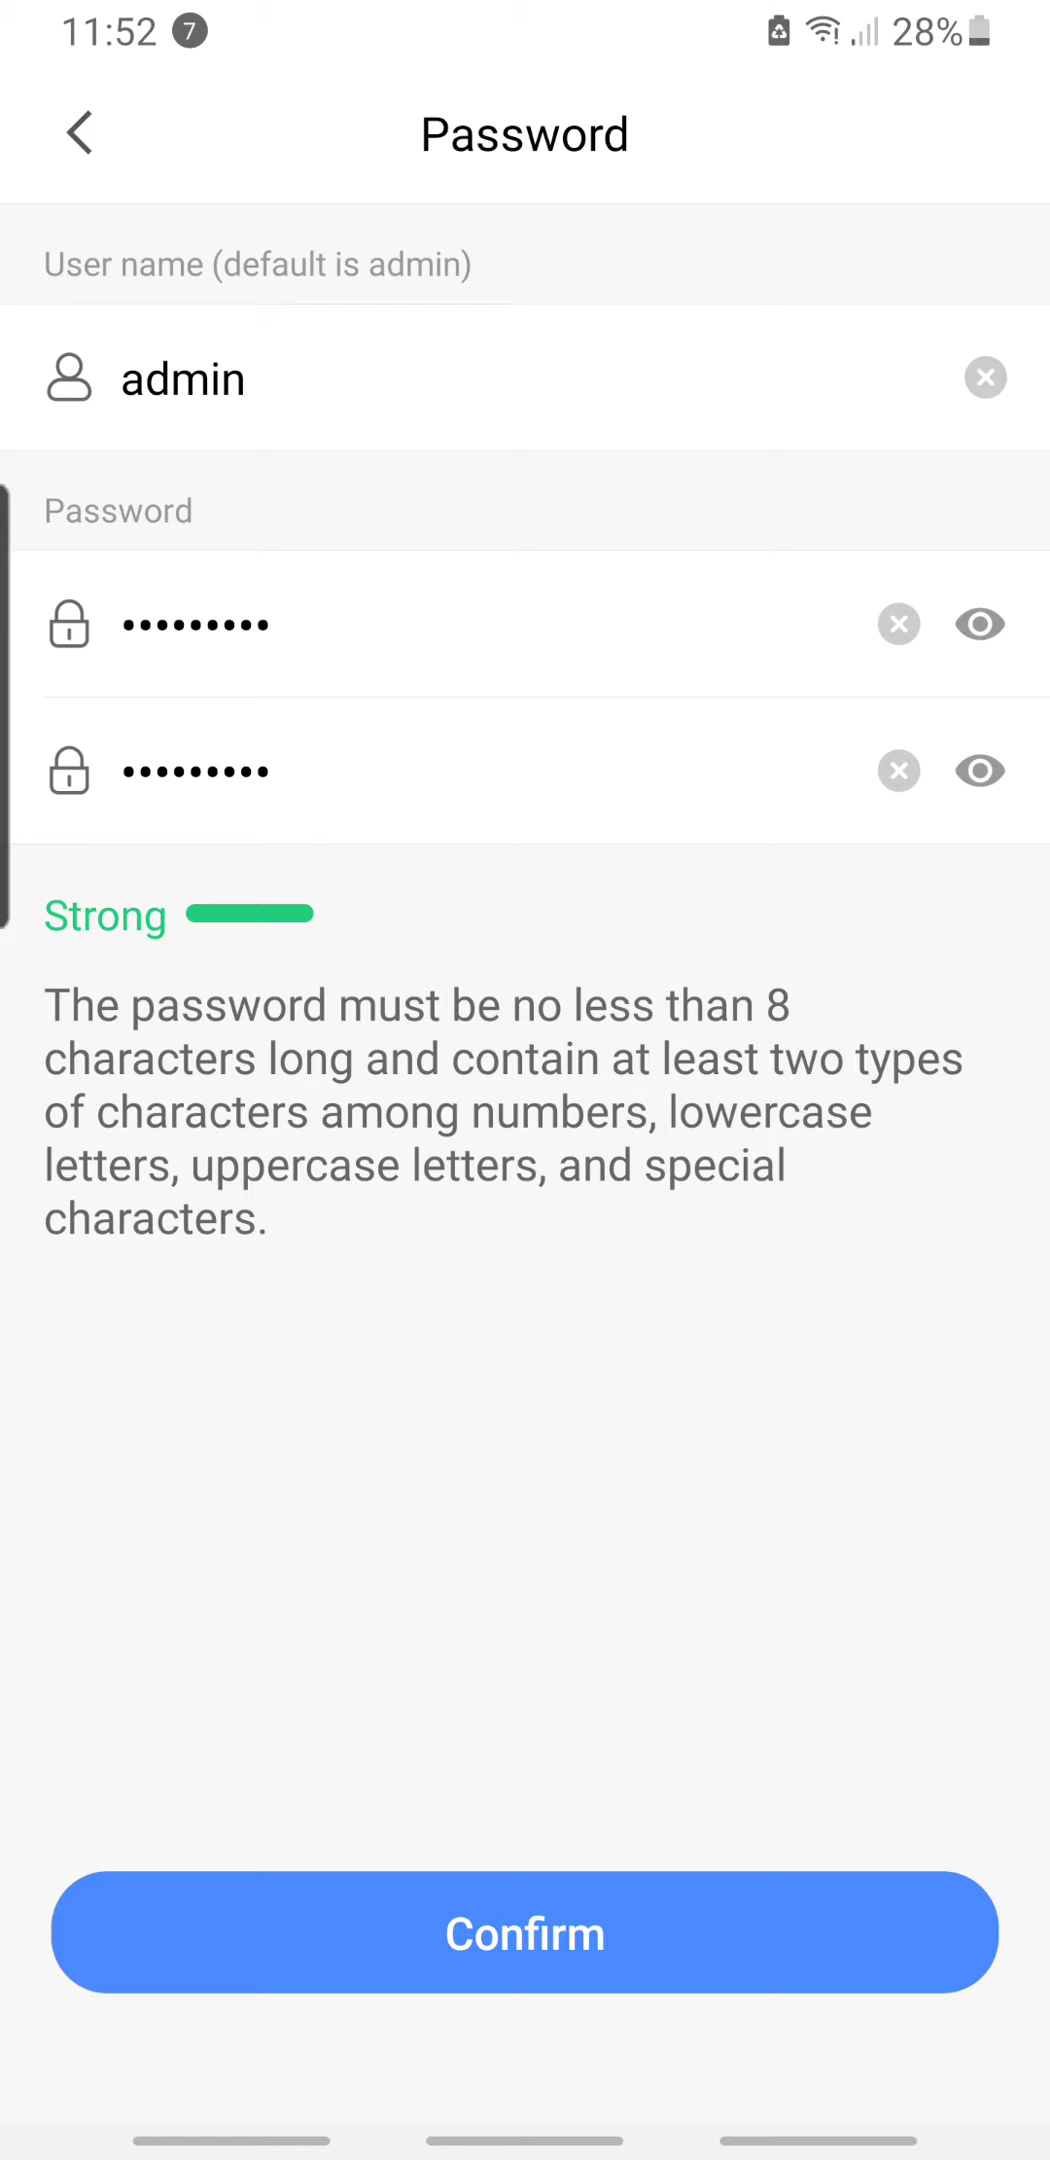 11:52 7 28%
Password
User name (default is admin)
admin
Password
•••••••••
•••••••••
Strong
The password must be no less than 8
characters long and contain at least two types
of characters among numbers, lowercase
letters, uppercase letters, and special
characters.
Confirm